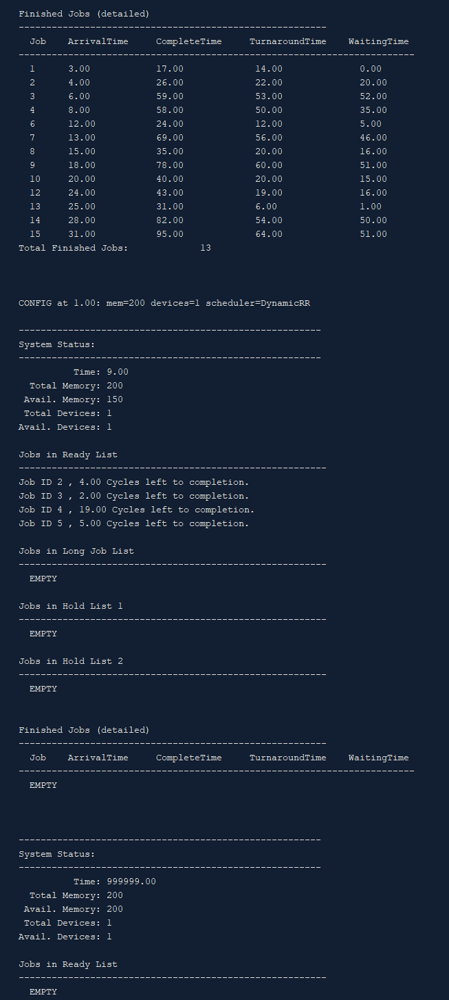 Finished Jobs (detailed)
--------------------------------------------------------
  Job    ArrivalTime     CompleteTime     TurnaroundTime    WaitingTime
------------------------------------------------------------------------
  1      3.00            17.00             14.00              0.00
  2      4.00            26.00             22.00              20.00
  3      6.00            59.00             53.00              52.00
  4      8.00            58.00             50.00              35.00
  6      12.00           24.00             12.00              5.00
  7      13.00           69.00             56.00              46.00
  8      15.00           35.00             20.00              16.00
  9      18.00           78.00             60.00              51.00
  10     20.00           40.00             20.00              15.00
  12     24.00           43.00             19.00              16.00
  13     25.00           31.00             6.00               1.00
  14     28.00           82.00             54.00              50.00
  15     31.00           95.00             64.00              51.00
Total Finished Jobs:             13
CONFIG at 1.00: mem=200 devices=1 scheduler=DynamicRR
-------------------------------------------------------
System Status:
-------------------------------------------------------
          Time: 9.00
  Total Memory: 200
 Avail. Memory: 150
 Total Devices: 1
Avail. Devices: 1
Jobs in Ready List
--------------------------------------------------------
Job ID 2 , 4.00 Cycles left to completion.
Job ID 3 , 2.00 Cycles left to completion.
Job ID 4 , 19.00 Cycles left to completion.
Job ID 5 , 5.00 Cycles left to completion.
Jobs in Long Job List
--------------------------------------------------------
  EMPTY
Jobs in Hold List 1
--------------------------------------------------------
  EMPTY
Jobs in Hold List 2
--------------------------------------------------------
  EMPTY
Finished Jobs (detailed)
--------------------------------------------------------
  Job    ArrivalTime     CompleteTime     TurnaroundTime    WaitingTime
------------------------------------------------------------------------
  EMPTY
-------------------------------------------------------
System Status:
-------------------------------------------------------
          Time: 999999.00
  Total Memory: 200
 Avail. Memory: 200
 Total Devices: 1
Avail. Devices: 1
Jobs in Ready List
--------------------------------------------------------
  EMPTY